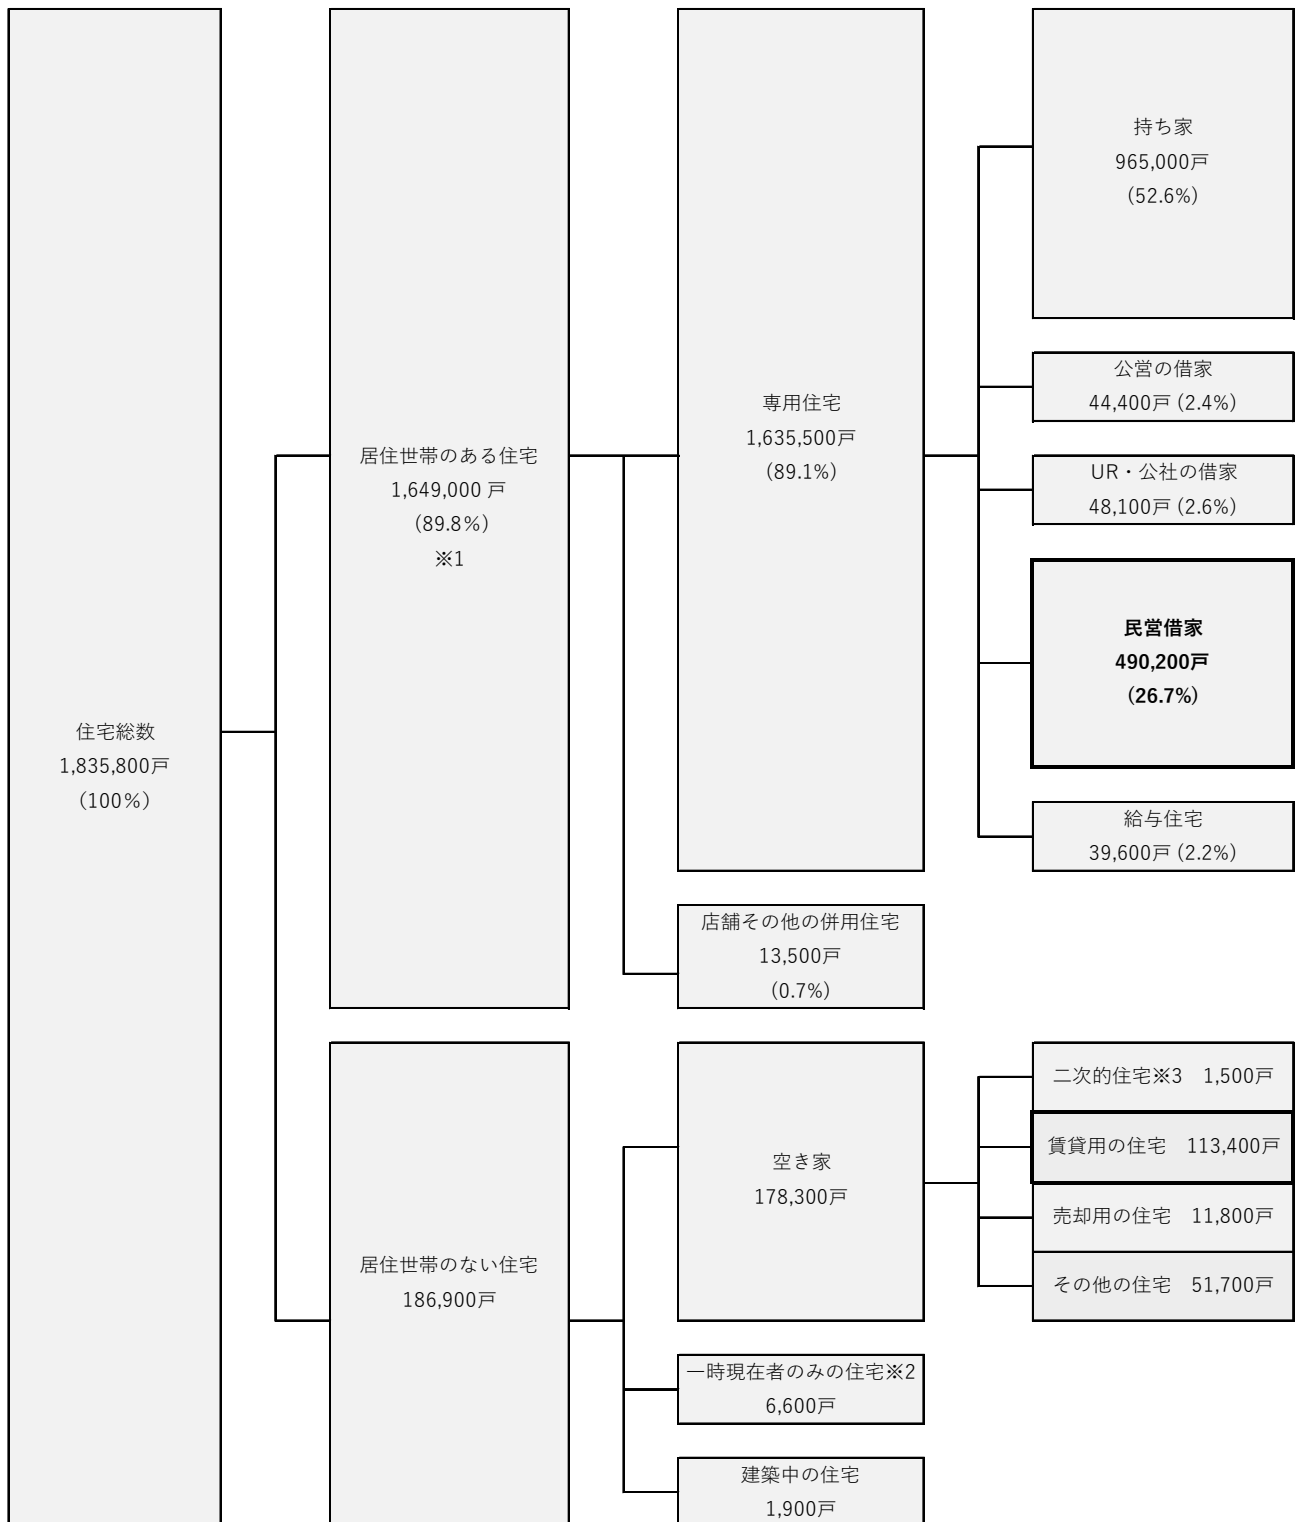 住宅総数
1,835,800戸
(100%)
居住世帯のある住宅
1,649,000 戸
(89.8%)
※1
専用住宅
1,635,500戸
(89.1%)
持ち家
965,000戸
(52.6%)
公営の借家
44,400戸 (2.4%)
UR・公社の借家
48,100戸 (2.6%)
民営借家
490,200戸
(26.7%)
給与住宅
39,600戸 (2.2%)
店舗その他の併用住宅
13,500戸
(0.7%)
居住世帯のない住宅
186,900戸
空き家
178,300戸
二次的住宅※3　1,500戸
賃貸用の住宅　113,400戸
売却用の住宅　11,800戸
その他の住宅　51,700戸
一時現在者のみの住宅※2
6,600戸
建築中の住宅
1,900戸